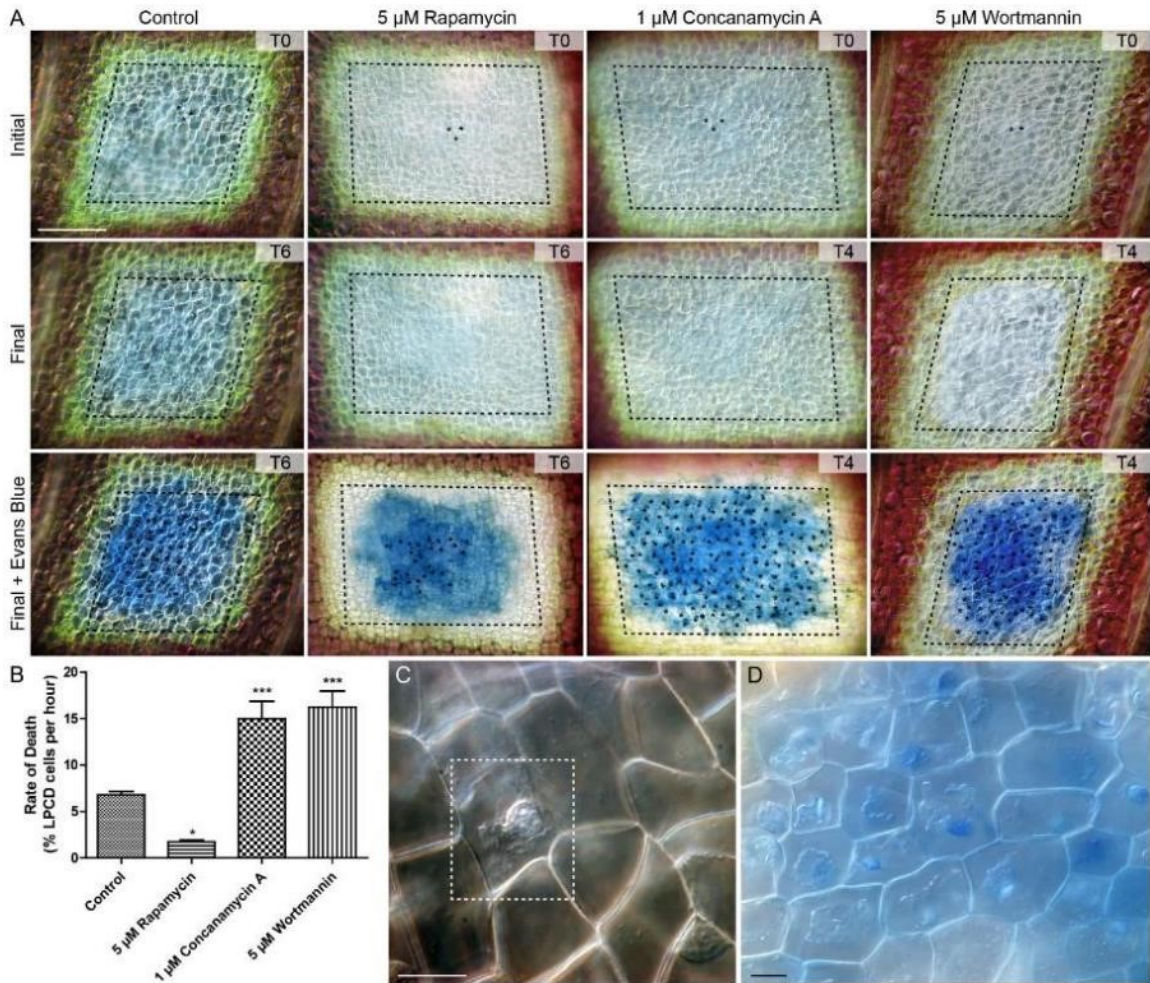 A
Control
5 µM Rapamycin
1 µM Concanamycin A
5 µM Wortmannin
Initial
T0
T0
T0
T0
Final
T6
T6
T4
T4
Final + Evans Blue
T6
T6
T4
T4
B
Rate of Death
(% LPCD cells per hour)
20
15
10
5
0
*
***
***
Control
5 µM Rapamycin
1 µM Concanamycin A
5 µM Wortmannin
C
D